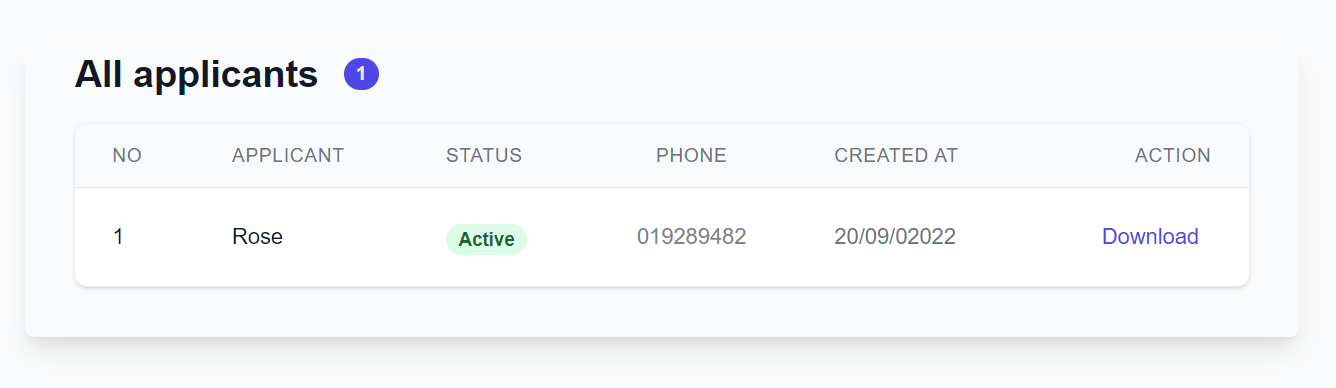 All applicants 1
NO APPLICANT STATUS PHONE CREATED AT ACTION
1 Rose Active 019289482 20/09/02022 Download